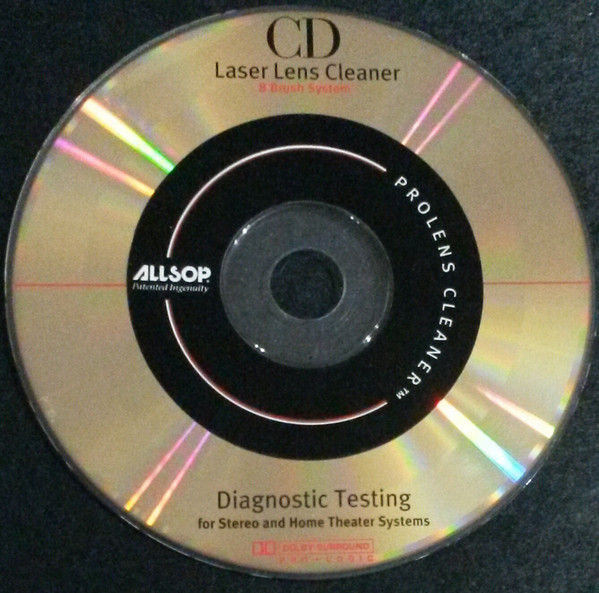 CD
Laser Lens Cleaner
8 Brush System
PROLENS CLEANER™
ALLSOP.
Patented Ingenuity
Diagnostic Testing
for Stereo and Home Theater Systems
DOLBY SURROUND
PRO•LOGIC